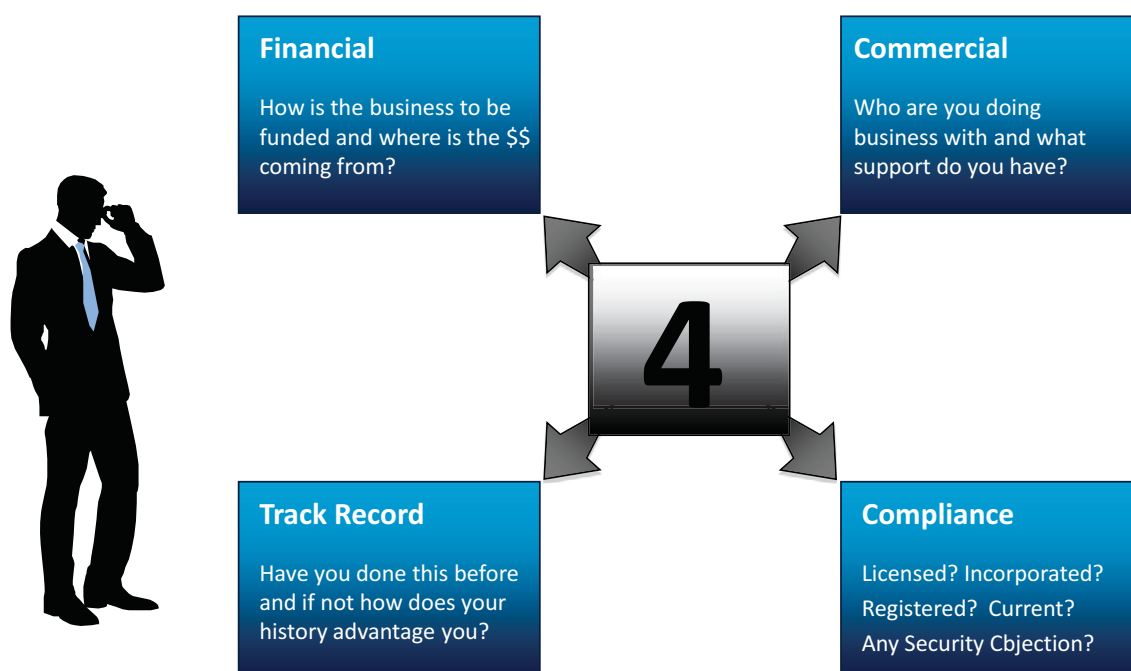 Financial
How is the business to be
funded and where is the $$
coming from?
Commercial
Who are you doing
business with and what
support do you have?
4
Track Record
Have you done this before
and if not how does your
history advantage you?
Compliance
Licensed? Incorporated?
Registered? Current?
Any Security Cbjection?